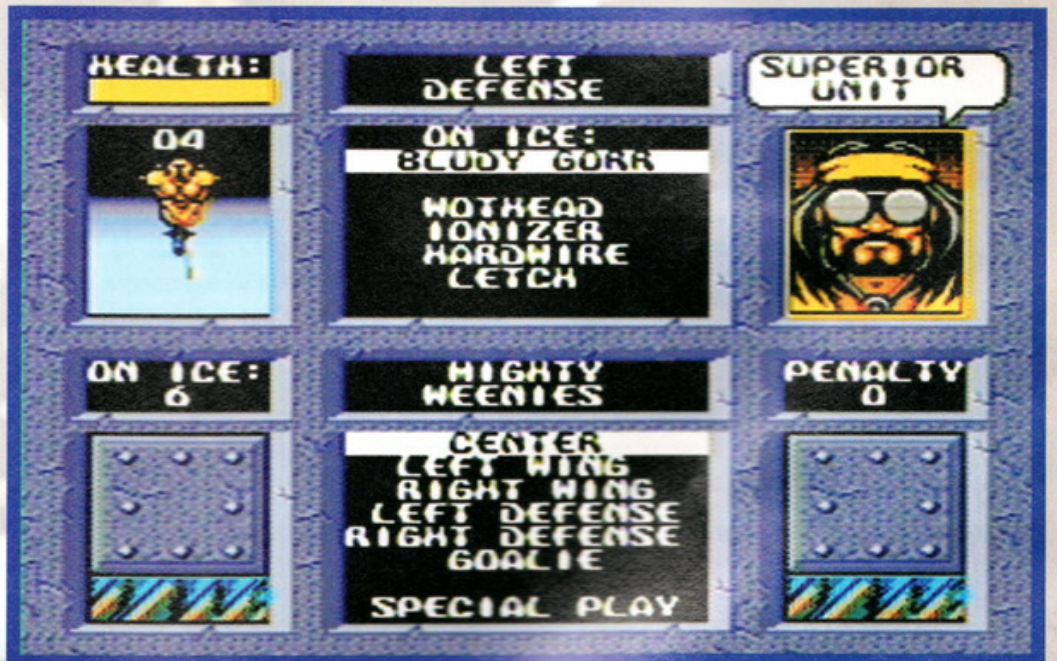 HEALTH:
04
LEFT
DEFENSE
SUPERIOR
UNIT
ON ICE:
BLUDY GORR
WOTHEAD
IONIZER
HARDWIRE
LETCH
ON ICE:
6
MIGHTY
WEENIES
PENALTY
0
CENTER
LEFT WING
RIGHT WING
LEFT DEFENSE
RIGHT DEFENSE
GOALIE
SPECIAL PLAY